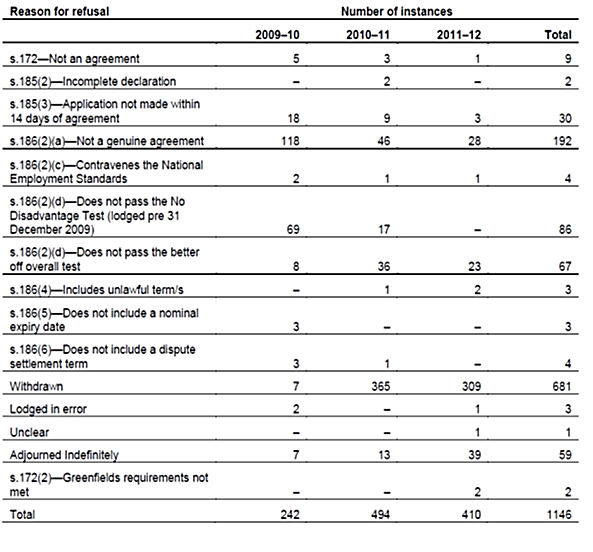 Reason for refusal Number of instances
2009–10 2010–11 2011–12 Total
s.172—Not an agreement 5 3 1 9
s.185(2)—Incomplete declaration – 2 – 2
s.185(3)—Application not made within
14 days of agreement 18 9 3 30
s.186(2)(a)—Not a genuine agreement 118 46 28 192
s.186(2)(c)—Contravenes the National
Employment Standards 2 1 1 4
s.186(2)(d)—Does not pass the No
Disadvantage Test (lodged pre 31
December 2009) 69 17 – 86
s.186(2)(d)—Does not pass the better
off overall test 8 36 23 67
s.186(4)—Includes unlawful term/s – 1 2 3
s.186(5)—Does not include a nominal
expiry date 3 – – 3
s.186(6)—Does not include a dispute
settlement term 3 1 – 4
Withdrawn 7 365 309 681
Lodged in error 2 – 1 3
Unclear – – 1 1
Adjourned Indefinitely 7 13 39 59
s.172(2)—Greenfields requirements not
met – – 2 2
Total 242 494 410 1146